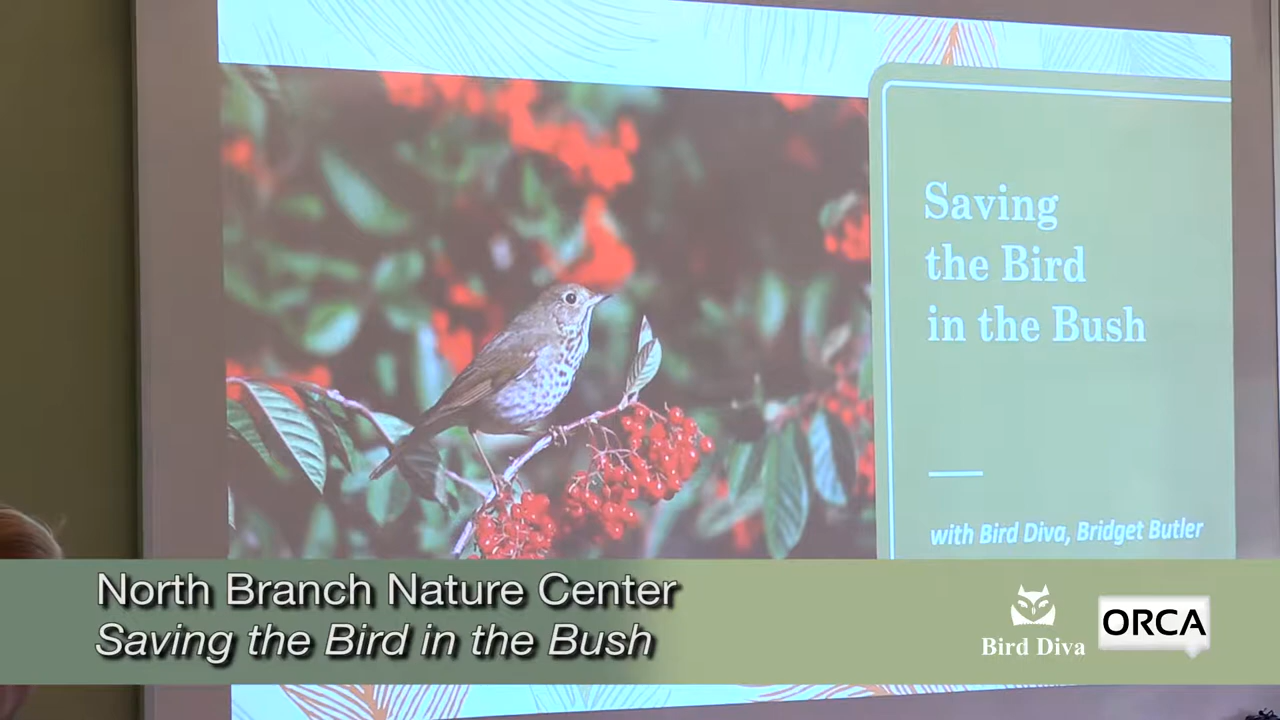 Saving
the Bird
in the Bush
with Bird Diva, Bridget Butler
North Branch Nature Center
Saving the Bird in the Bush
Bird Diva
ORCA